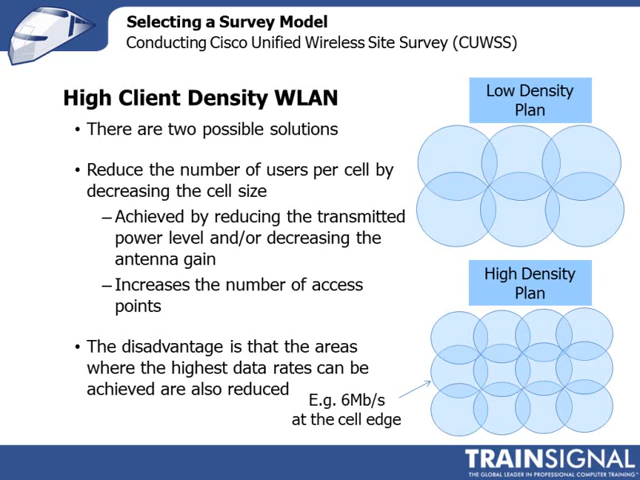 Selecting a Survey Model
Conducting Cisco Unified Wireless Site Survey (CUWSS)
High Client Density WLAN
• There are two possible solutions
• Reduce the number of users per cell by
decreasing the cell size
– Achieved by reducing the transmitted
power level and/or decreasing the
antenna gain
– Increases the number of access
points
• The disadvantage is that the areas
where the highest data rates can be
achieved are also reduced
E.g. 6Mb/s
at the cell edge
Low Density
Plan
High Density
Plan
TRAINSIGNAL
THE GLOBAL LEADER IN PROFESSIONAL COMPUTER TRAINING